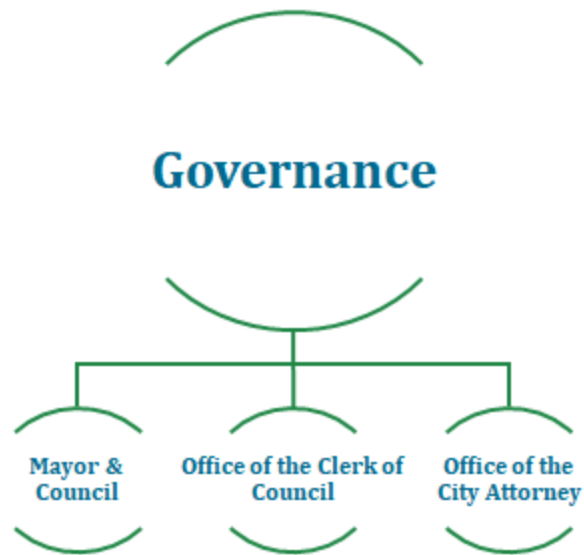 Governance
Mayor &
Council
Office of the Clerk of
Council
Office of the
City Attorney